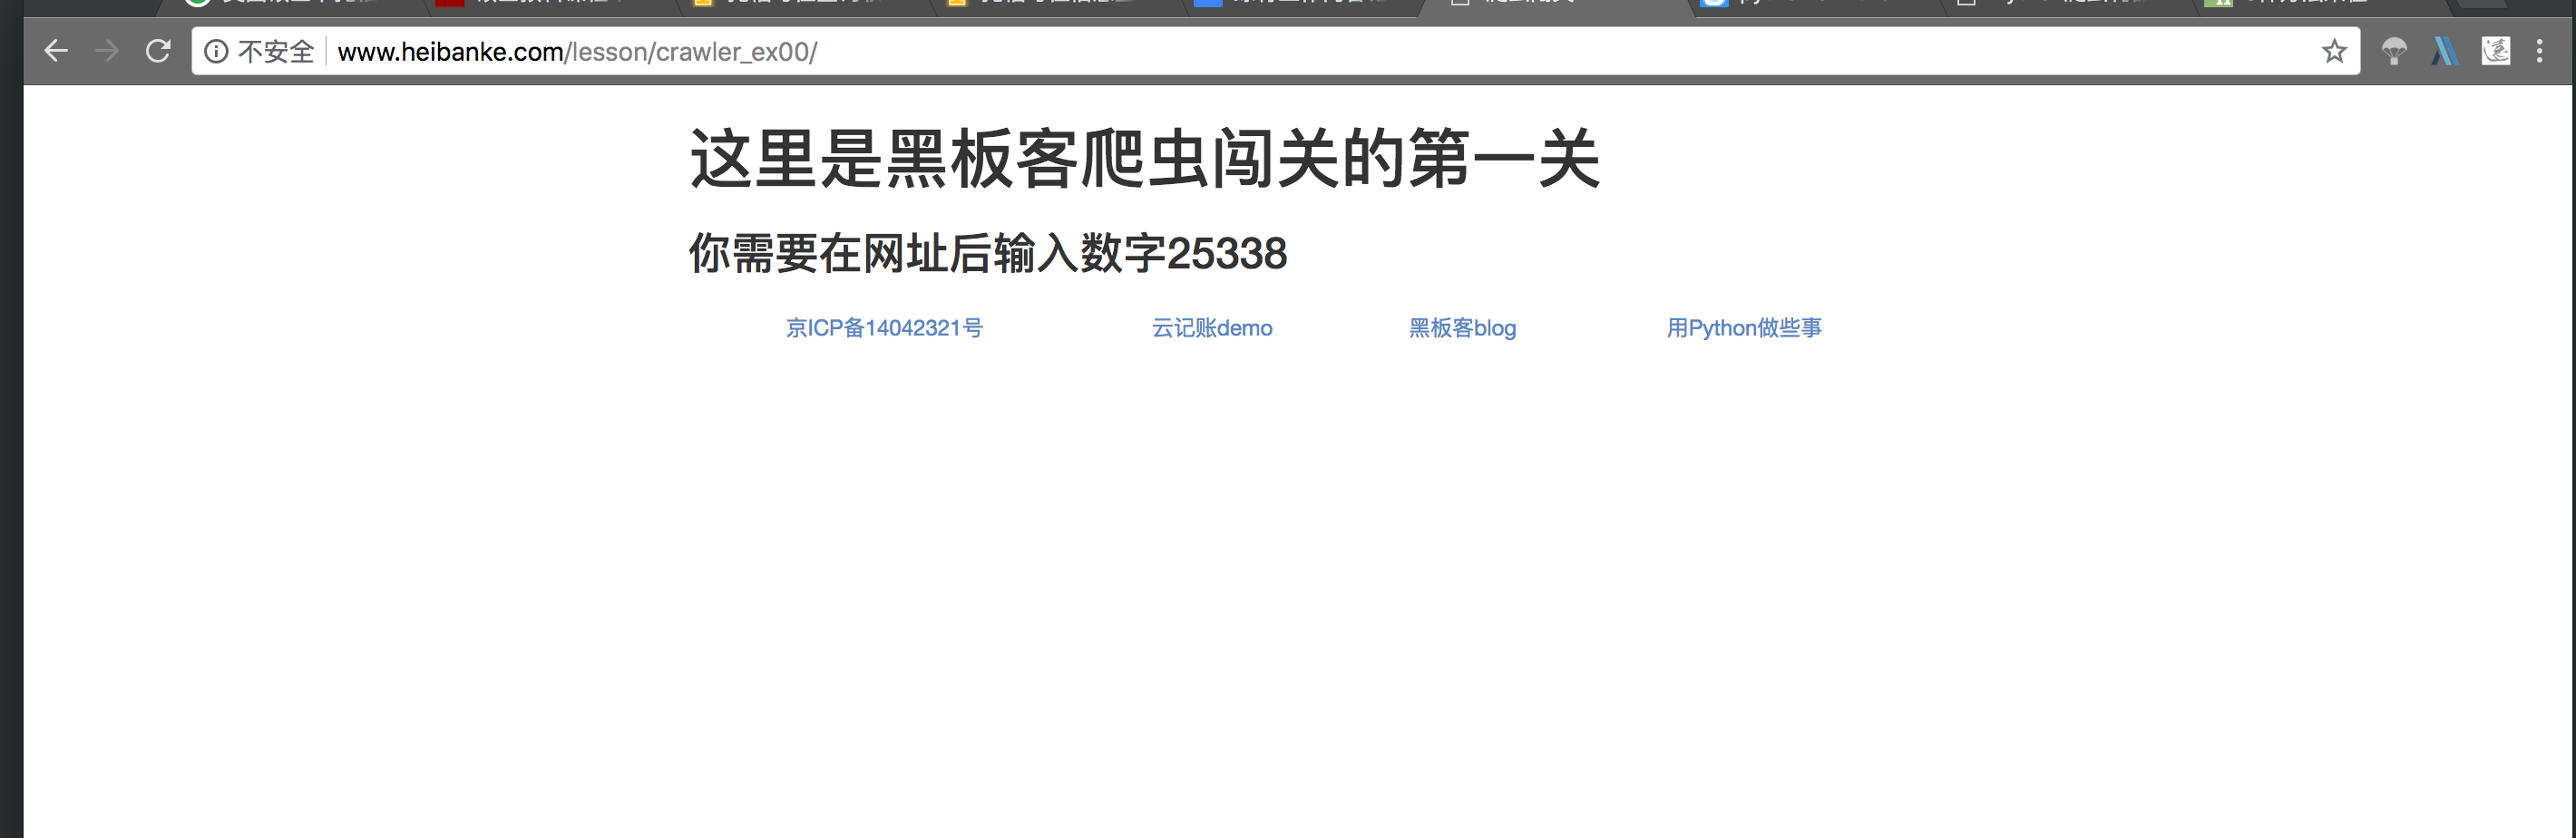 不安全 www.heibanke.com/lesson/crawler_ex00/
这里是黑板客爬虫闯关的第一关
你需要在网址后输入数字25338
京ICP备14042321号 云记账demo 黑板客blog 用Python做些事